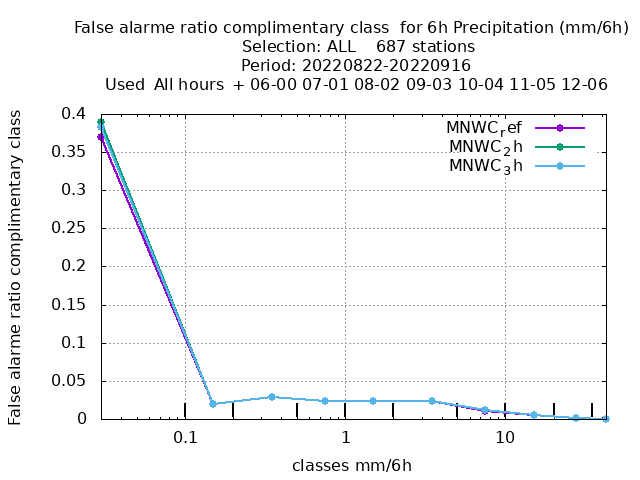 False alarme ratio complimentary class  for 6h Precipitation (mm/6h)
Selection: ALL    687 stations
Period: 20220822-20220916
Used  All hours  + 06-00 07-01 08-02 09-03 10-04 11-05 12-06
False alarme ratio complimentary class
0.4
0.35
0.3
0.25
0.2
0.15
0.1
0.05
0
MNWCref
MNWC2h
MNWC3h
0.1
1
10
classes mm/6h